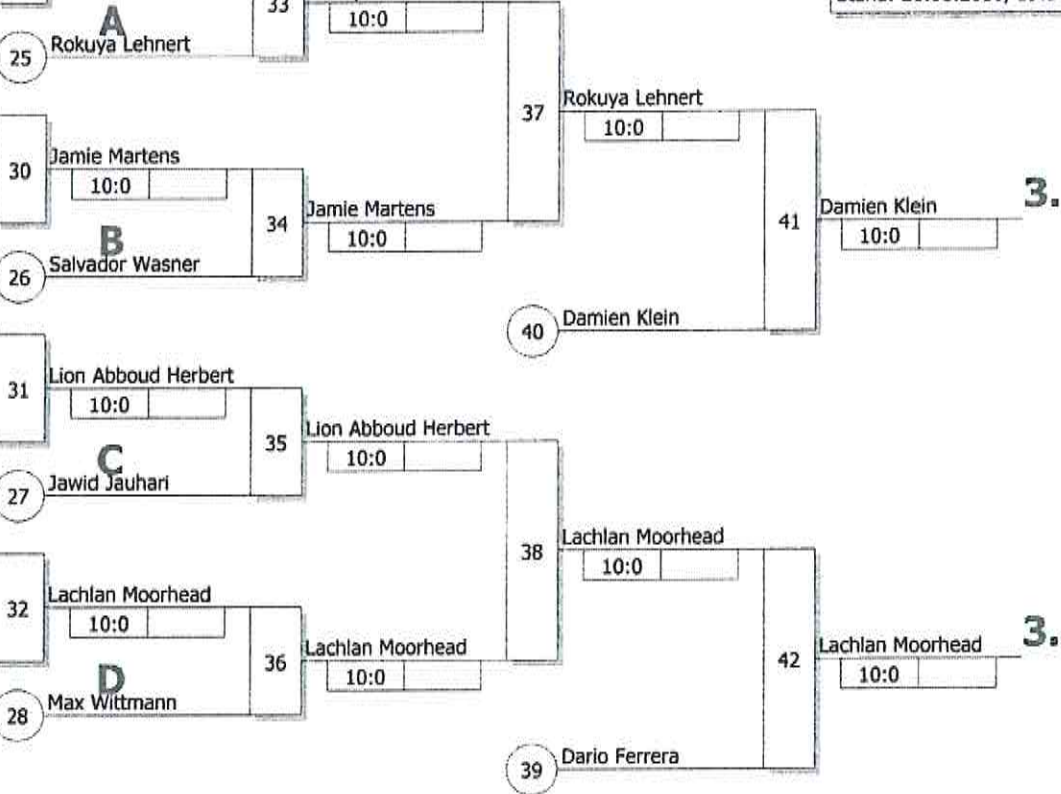 33
10:0
A
25
Rokuya Lehnert
37
Rokuya Lehnert
10:0
30
Jamie Martens
10:0
B
26
Salvador Wasner
34
Jamie Martens
10:0
41
Damien Klein
10:0
3.
40
Damien Klein
31
Lion Abboud Herbert
10:0
C
27
Jawid Jauhari
35
Lion Abboud Herbert
10:0
38
Lachlan Moorhead
10:0
32
Lachlan Moorhead
10:0
D
28
Max Wittmann
36
Lachlan Moorhead
10:0
42
Lachlan Moorhead
10:0
3.
39
Dario Ferrera